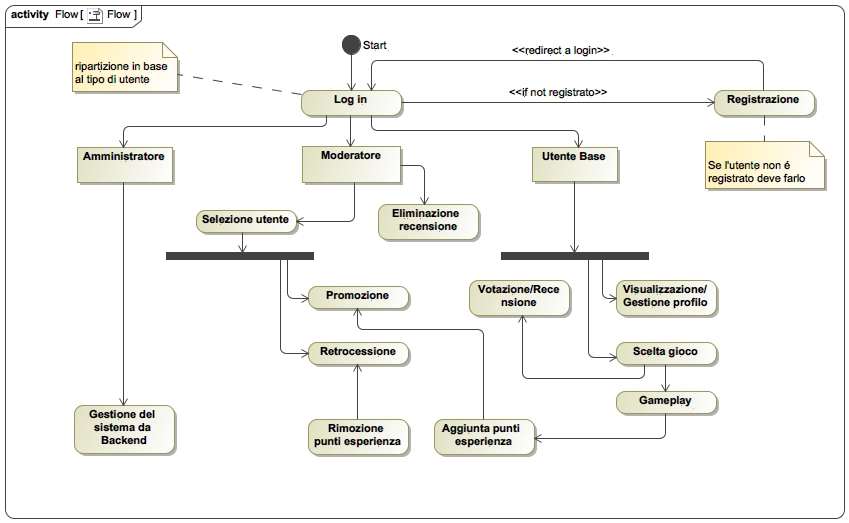 activity Flow [ Flow ]
Start
<<redirect a login>>
ripartizione in base
al tipo di utente
Log in
<<if not registrato>>
Registrazione
Amministratore
Moderatore
Utente Base
Se l'utente non é
registrato deve farlo
Selezione utente
Eliminazione
recensione
Promozione
Votazione/Rece
nsione
Visualizzazione/
Gestione profilo
Retrocessione
Scelta gioco
Gameplay
Gestione del
sistema da
Backend
Rimozione
punti esperienza
Aggiunta punti
esperienza